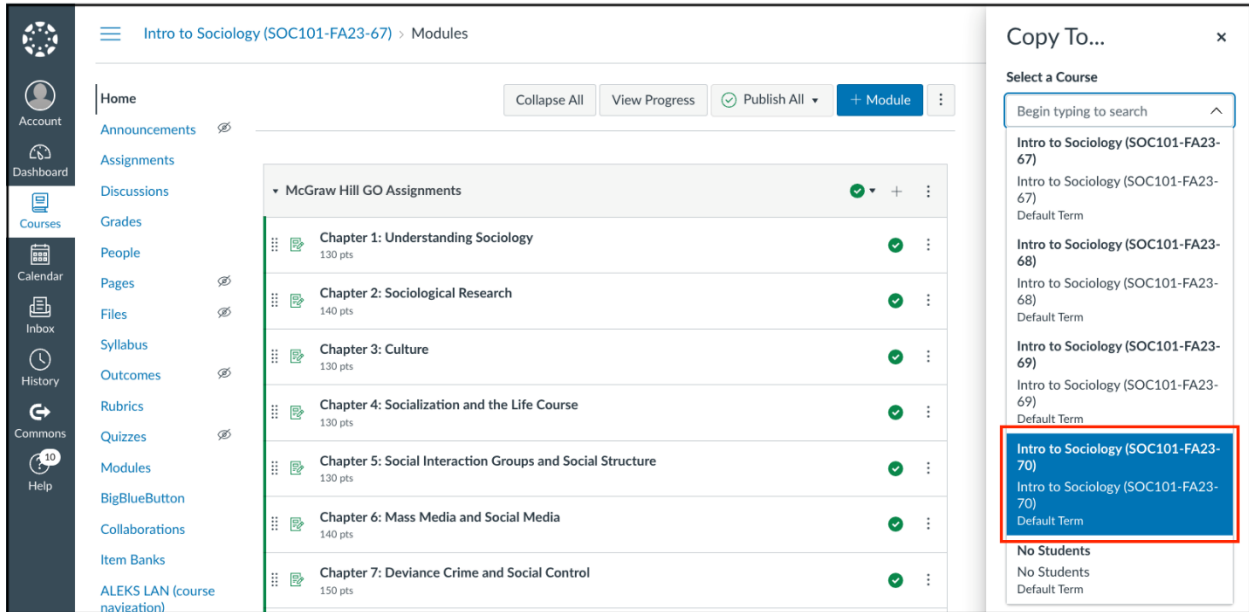 Intro to Sociology (SOC101-FA23-67) › Modules
Account
Dashboard
Courses
Calendar
Inbox
History
Commons
10
Help
Home
Announcements
Assignments
Discussions
Grades
People
Pages
Files
Syllabus
Outcomes
Rubrics
Quizzes
Modules
BigBlueButton
Collaborations
Item Banks
ALEKS LAN (course
navigation)
Collapse All
View Progress
Publish All
+ Module
McGraw Hill GO Assignments
Chapter 1: Understanding Sociology
130 pts
Chapter 2: Sociological Research
140 pts
Chapter 3: Culture
130 pts
Chapter 4: Socialization and the Life Course
130 pts
Chapter 5: Social Interaction Groups and Social Structure
130 pts
Chapter 6: Mass Media and Social Media
140 pts
Chapter 7: Deviance Crime and Social Control
150 pts
Copy To...
Select a Course
Begin typing to search
Intro to Sociology (SOC101-FA23-
67)
Intro to Sociology (SOC101-FA23-
67)
Default Term
Intro to Sociology (SOC101-FA23-
68)
Intro to Sociology (SOC101-FA23-
68)
Default Term
Intro to Sociology (SOC101-FA23-
69)
Intro to Sociology (SOC101-FA23-
69)
Default Term
Intro to Sociology (SOC101-FA23-
70)
Intro to Sociology (SOC101-FA23-
70)
Default Term
No Students
No Students
Default Term